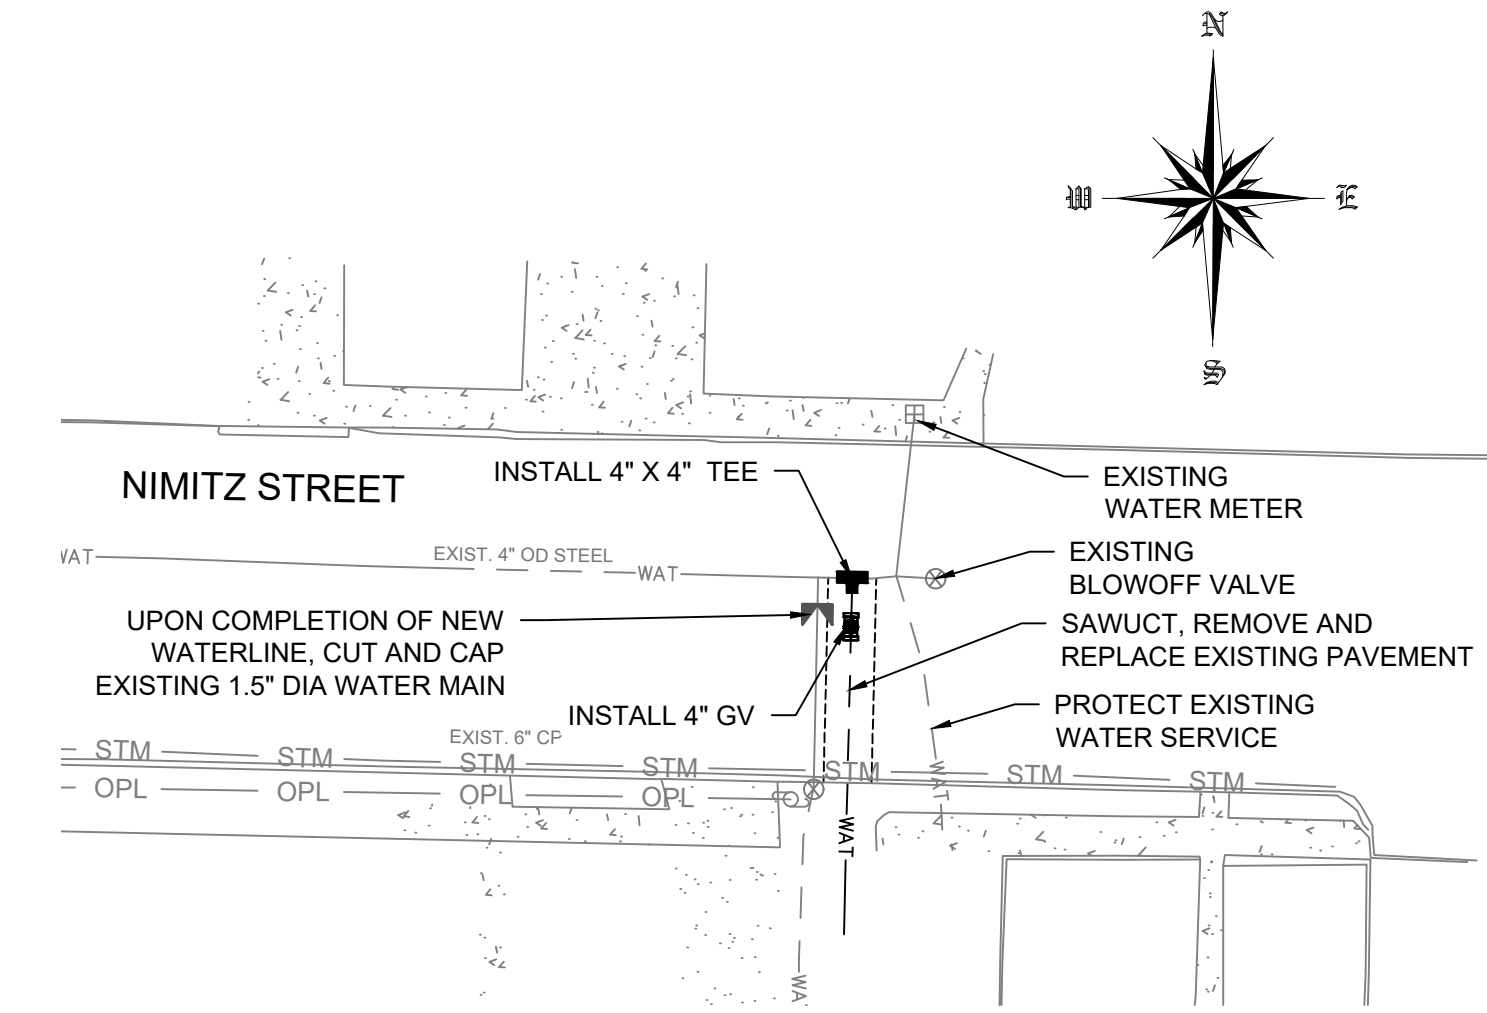 N
W
E
S
NIMITZ STREET
INSTALL 4" X 4" TEE
EXISTING
WATER METER
EXIST. 4" OD STEEL
WAT
WAT
EXISTING
BLOWOFF VALVE
UPON COMPLETION OF NEW
WATERLINE, CUT AND CAP
EXISTING 1.5" DIA WATER MAIN
SAWUCT, REMOVE AND
REPLACE EXISTING PAVEMENT
INSTALL 4" GV
PROTECT EXISTING
WATER SERVICE
EXIST. 6" CP
STM
STM
STM
STM
STM
STM
STM
OPL
OPL
OPL
OPL
WAT
WAT
WA